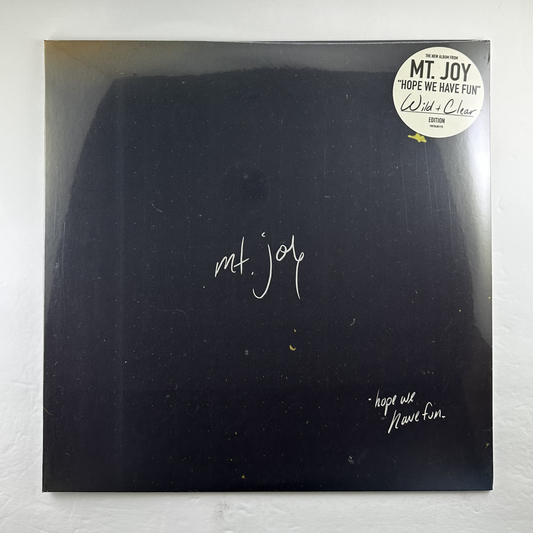 THE NEW ALBUM FROM
MT. JOY
"HOPE WE HAVE FUN"
Wild + Clear
EDITION
mt. joy
hope we
have fun.